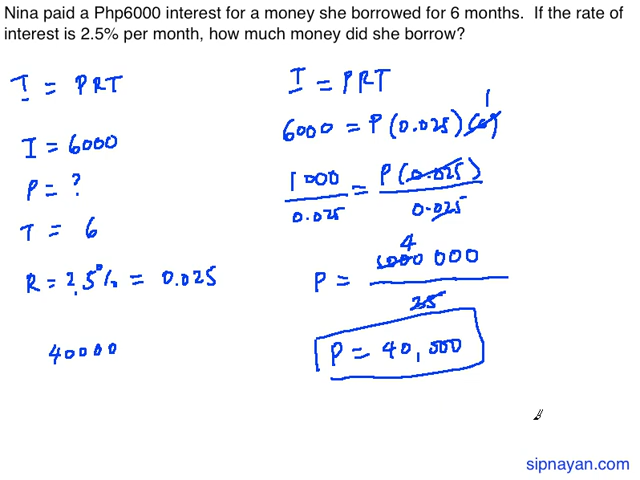 Nina paid a Php6000 interest for a money she borrowed for 6 months. If the rate of
interest is 2.5% per month, how much money did she borrow?
I = PRT
I = 6000
P = ?
T = 6
R = 2.5% = 0.025
40000
I = PRT
1
6000 = P (0.025) (6)
1000 / 0.025 = P (0.025) / 0.025
4
P = 1000 000 / 25
P = 40,000
sipnayan.com